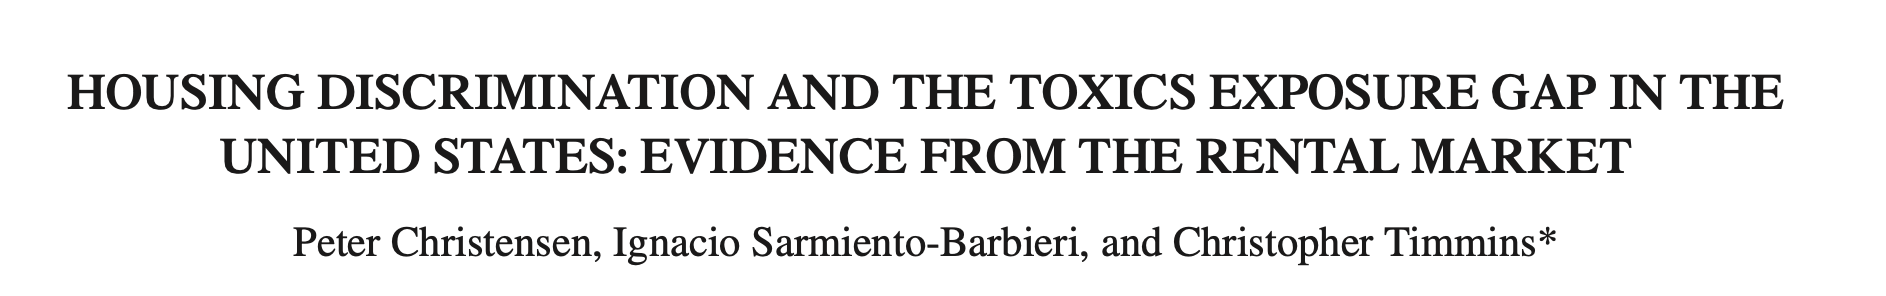 HOUSING DISCRIMINATION AND THE TOXICS EXPOSURE GAP IN THE
UNITED STATES: EVIDENCE FROM THE RENTAL MARKET
Peter Christensen, Ignacio Sarmiento-Barbieri, and Christopher Timmins*